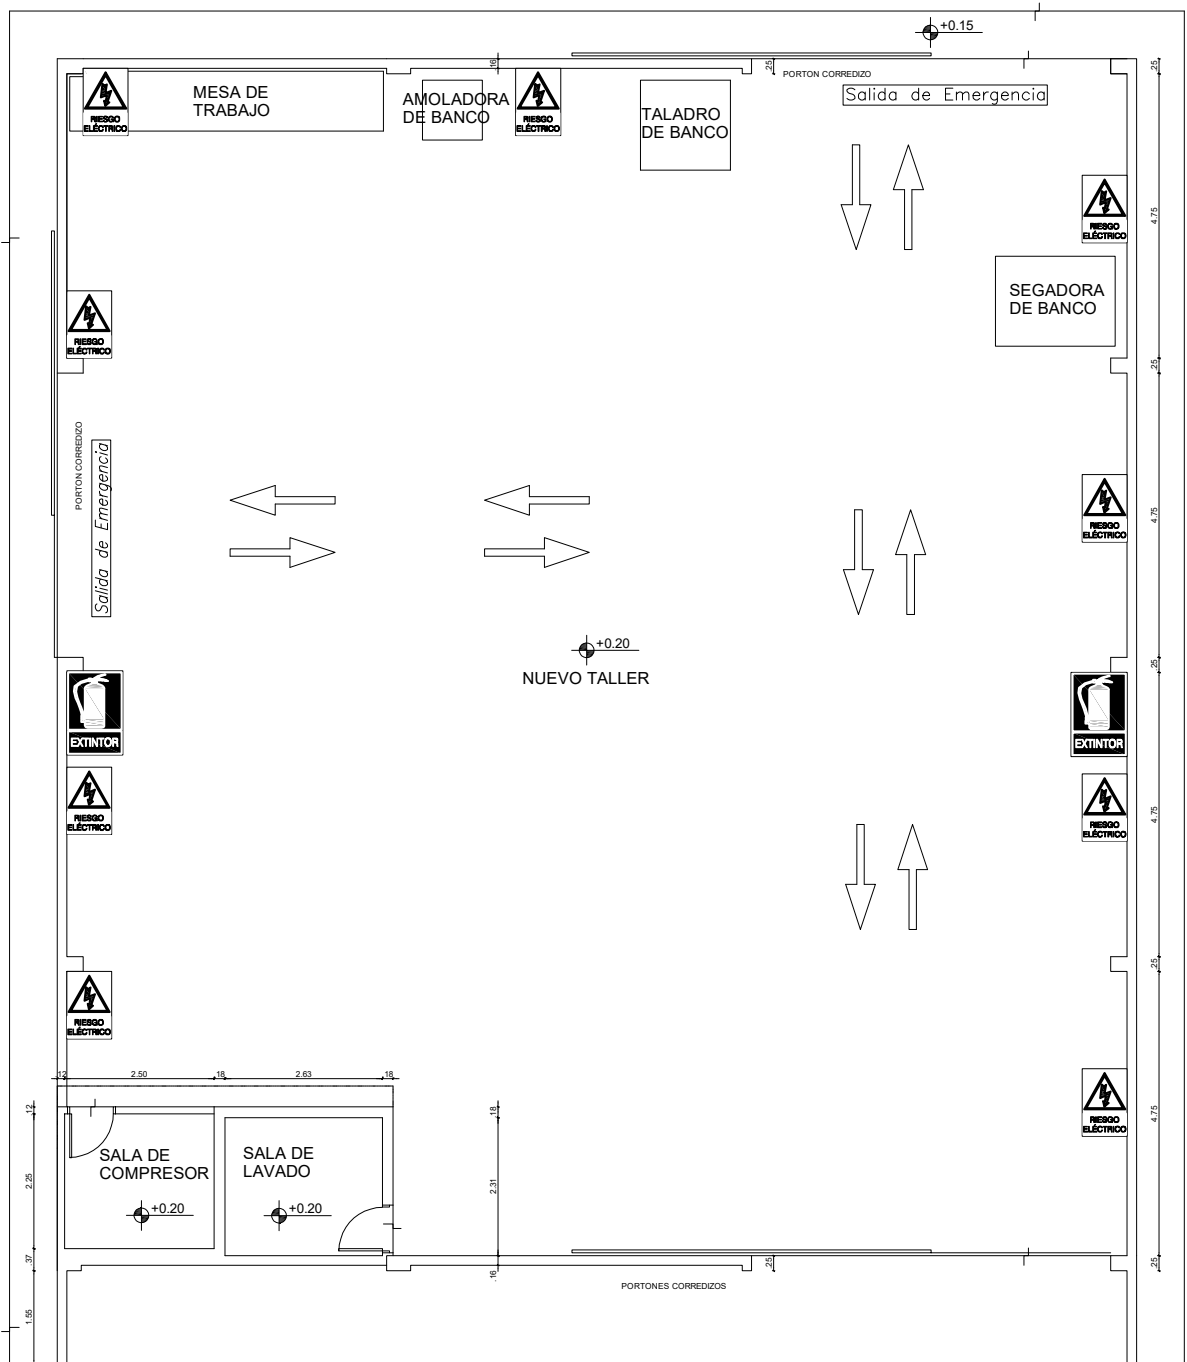 +0.15
.16
.25
PORTON CORREDIZO
.25
Salida de Emergencia
MESA DE
TRABAJO
AMOLADORA
DE BANCO
TALADRO
DE BANCO
RIESGO
ELÉCTRICO
RIESGO
ELÉCTRICO
RIESGO
ELÉCTRICO
4.75
SEGADORA
DE BANCO
RIESGO
ELÉCTRICO
.25
PORTON CORREDIZO
Salida de Emergencia
RIESGO
ELÉCTRICO
4.75
+0.20
NUEVO TALLER
.25
EXTINTOR
EXTINTOR
RIESGO
ELÉCTRICO
RIESGO
ELÉCTRICO
4.75
.25
RIESGO
ELÉCTRICO
.12
2.50
.18
2.63
.18
RIESGO
ELÉCTRICO
4.75
.12
.18
SALA DE
COMPRESOR
SALA DE
LAVADO
2.25
2.31
+0.20
+0.20
.37
.16
.25
.25
PORTONES CORREDIZOS
1.55